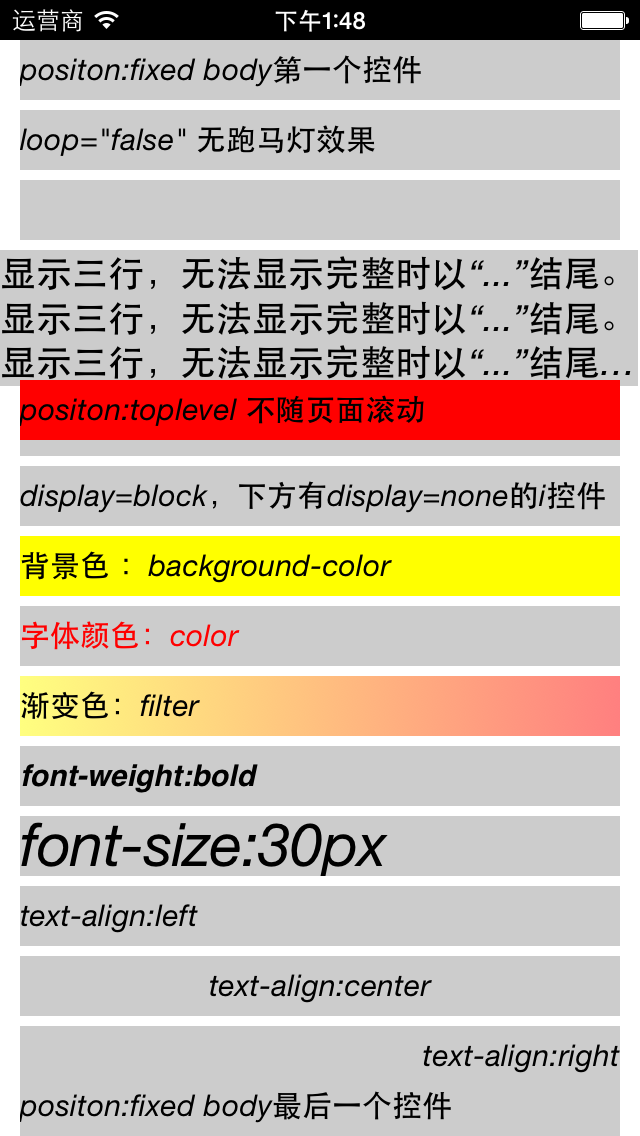 运营商 下午1:48
positon:fixed body第一个控件
loop="false" 无跑马灯效果
显示三行，无法显示完整时以“...”结尾。
显示三行，无法显示完整时以“...”结尾。
显示三行，无法显示完整时以“...”结尾...
positon:toplevel 不随页面滚动
display=block，下方有display=none的i控件
背景色 ：background-color
字体颜色：color
渐变色：filter
font-weight:bold
font-size:30px
text-align:left
text-align:center
text-align:right
positon:fixed body最后一个控件